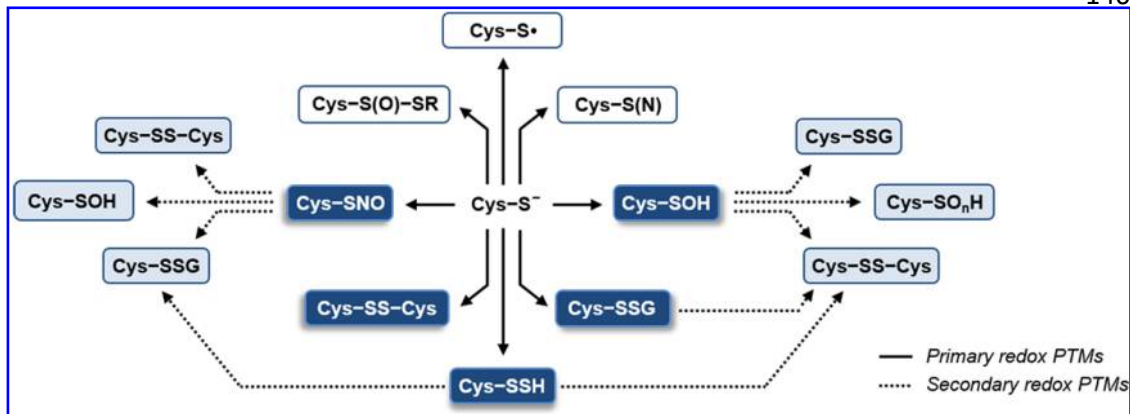 Cys−S•
Cys−S(O)−SR
Cys−S(N)
Cys−SS−Cys
Cys−SSG
Cys−SOH
Cys−SNO
Cys−S⁻
Cys−SOH
Cys−SOₙH
Cys−SSG
Cys−SS−Cys
Cys−SS−Cys
Cys−SSG
Cys−SSH
Primary redox PTMs
Secondary redox PTMs